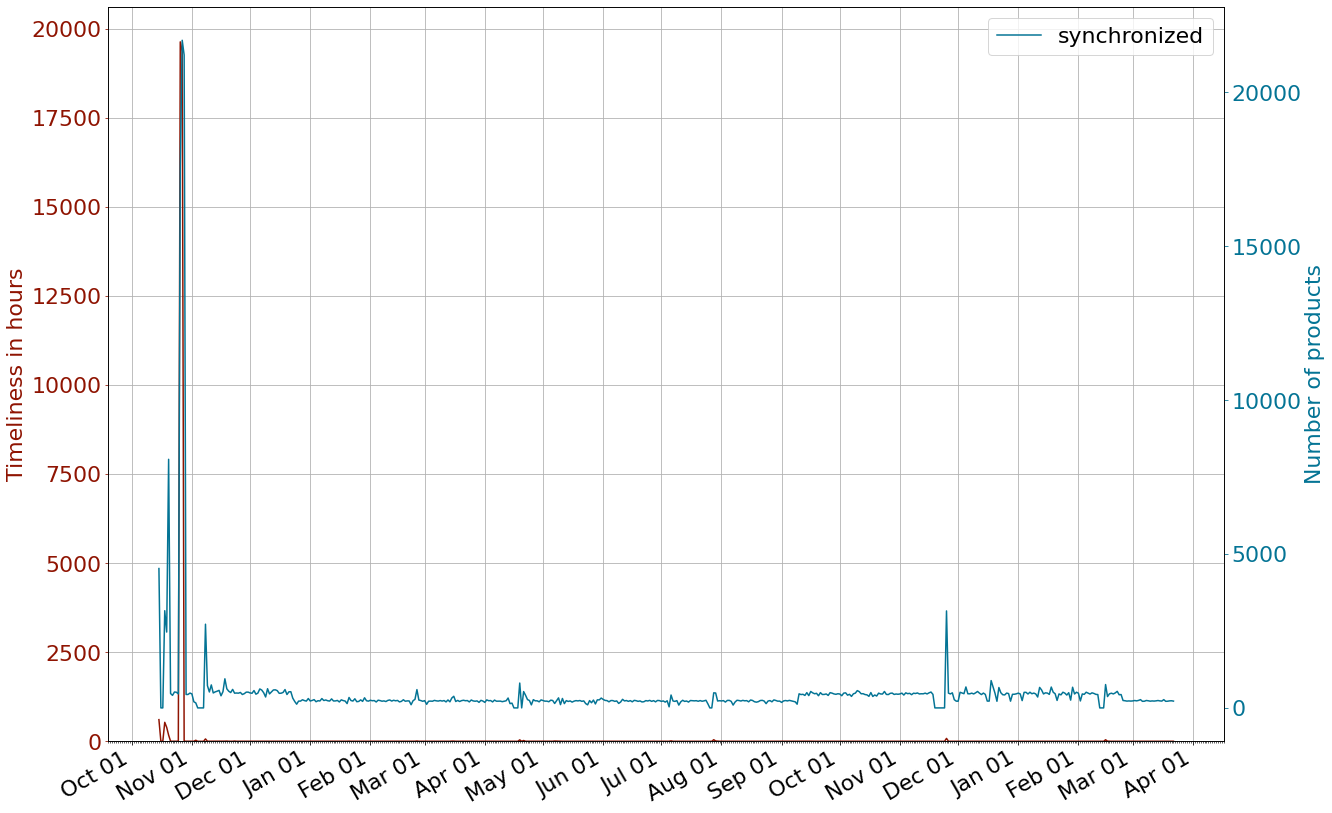 synchronized
Timeliness in hours
20000
17500
15000
12500
10000
7500
5000
2500
0
Number of products
20000
15000
10000
5000
0
Oct 01
Nov 01
Dec 01
Jan 01
Feb 01
Mar 01
Apr 01
May 01
Jun 01
Jul 01
Aug 01
Sep 01
Oct 01
Nov 01
Dec 01
Jan 01
Feb 01
Mar 01
Apr 01